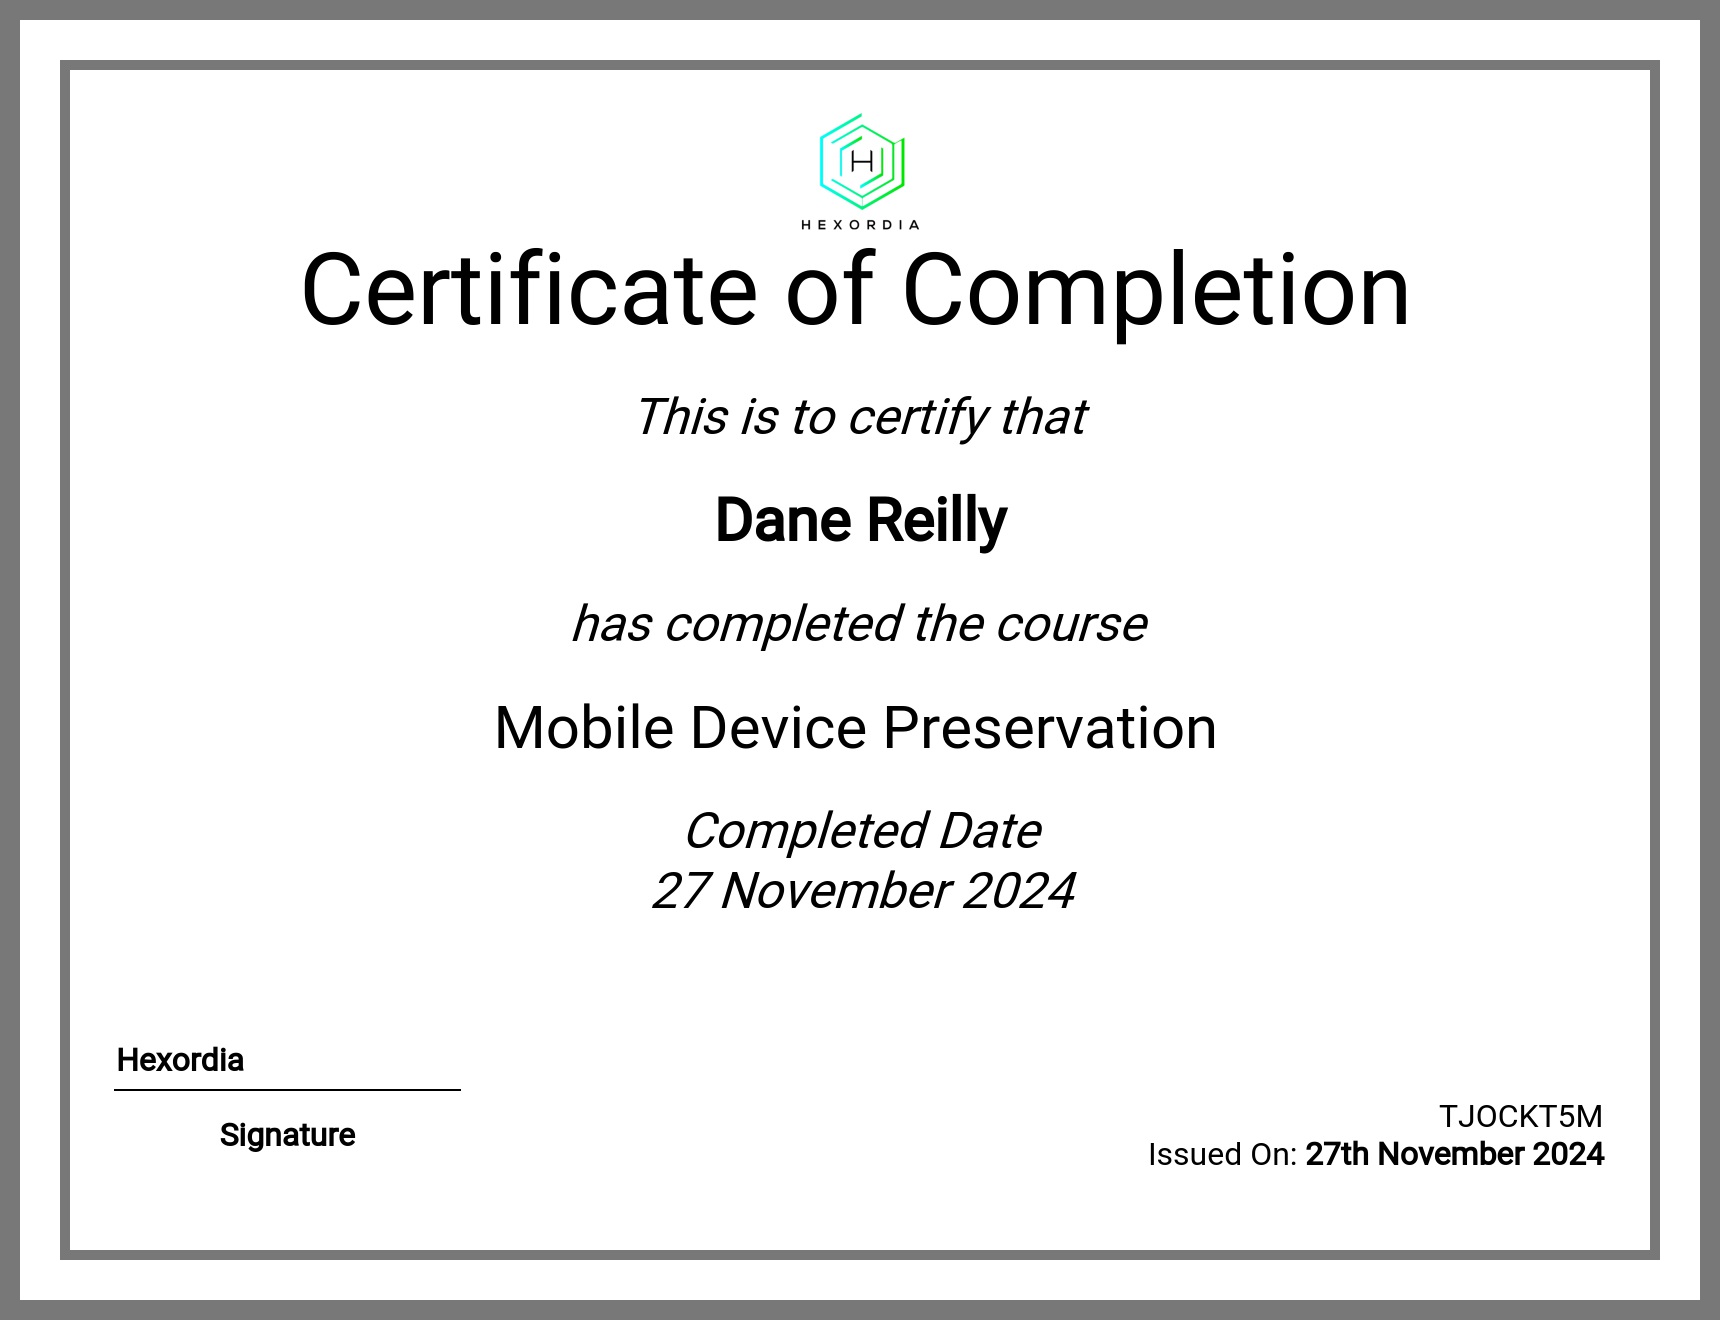 H
HEXORDIA
Certificate of Completion
This is to certify that
Dane Reilly
has completed the course
Mobile Device Preservation
Completed Date
27 November 2024
Hexordia
Signature
TJOCKT5M
Issued On: 27th November 2024